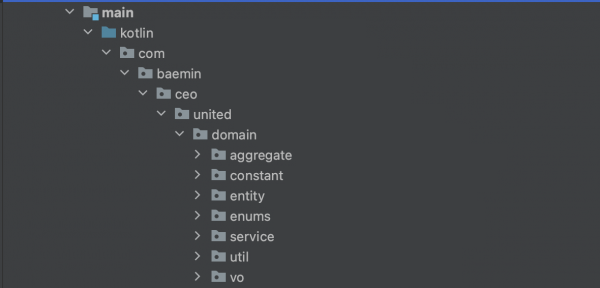 main
kotlin
com
baemin
ceo
united
domain
aggregate
constant
entity
enums
service
util
vo